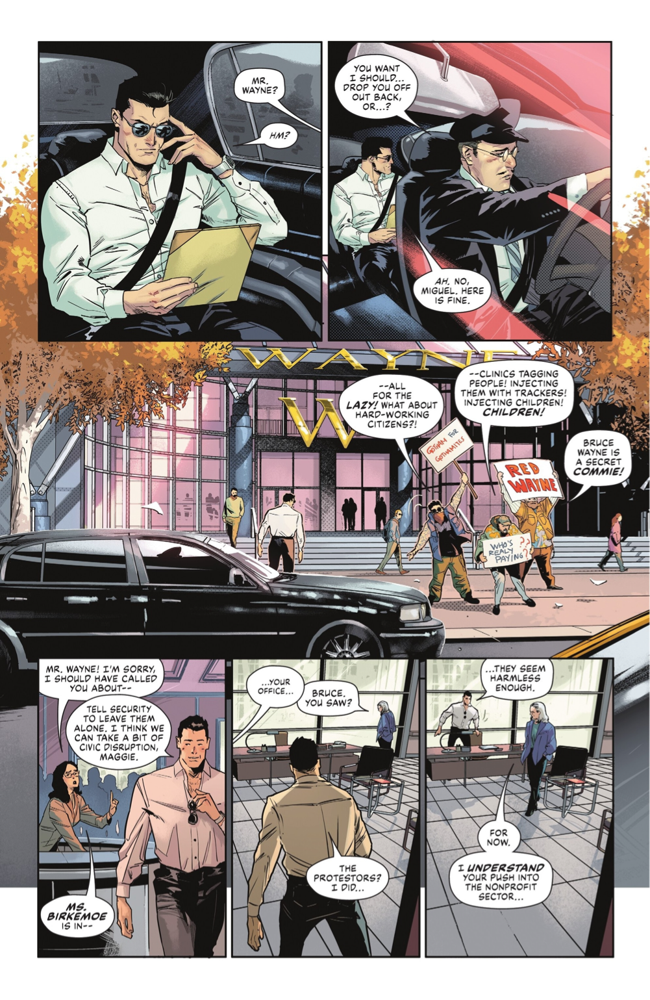 MR.
WAYNE?
HM?
YOU WANT
I SHOULD...
DROP YOU OFF
OUT BACK,
OR...?
AH. NO,
MIGUEL. HERE
IS FINE.
WAYNE
W
--ALL
FOR THE
LAZY! WHAT ABOUT
HARD-WORKING
CITIZENS?!
--CLINICS TAGGING
PEOPLE! INJECTING
THEM WITH TRACKERS!
INJECTING CHILDREN!
CHILDREN!
BRUCE
WAYNE IS
A SECRET
COMMIE!
GOTHAM FOR
GOTHAMITES
RED
WAYNE
WHO'S
REALY
PAYING??
MR. WAYNE! I'M SORRY,
I SHOULD HAVE CALLED
YOU ABOUT--
TELL SECURITY
TO LEAVE THEM
ALONE. I THINK WE
CAN TAKE A BIT OF
CIVIC DISRUPTION,
MAGGIE.
MS.
BIRKEMOE
IS IN--
...YOUR
OFFICE...
BRUCE.
YOU SAW?
THE
PROTESTORS?
I DID...
...THEY SEEM
HARMLESS
ENOUGH.
FOR
NOW.
I UNDERSTAND
YOUR PUSH INTO
THE NONPROFIT
SECTOR...